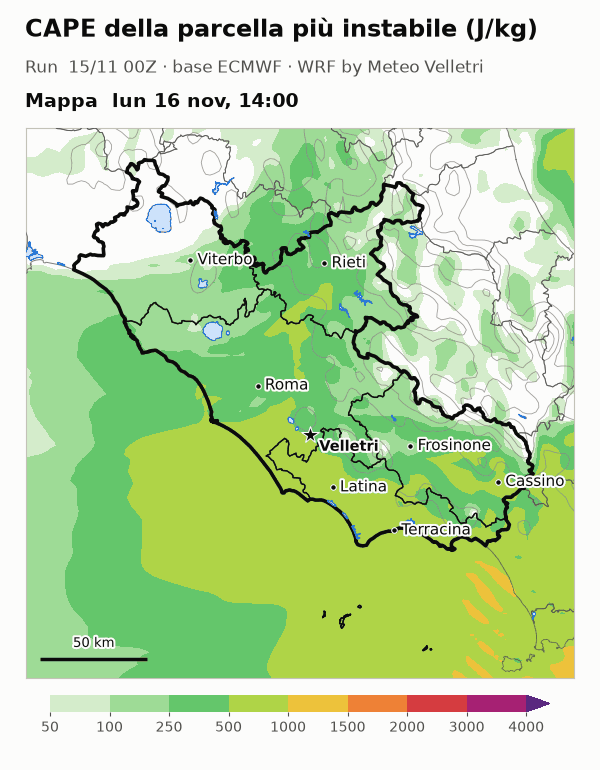 CAPE della parcella più instabile (J/kg)
Run 15/11 00Z · base ECMWF · WRF by Meteo Velletri
Mappa lun 16 nov, 14:00
Viterbo
Rieti
Roma
Velletri
Frosinone
Latina
Cassino
Terracina
50 km
50 100 250 500 1000 1500 2000 3000 4000